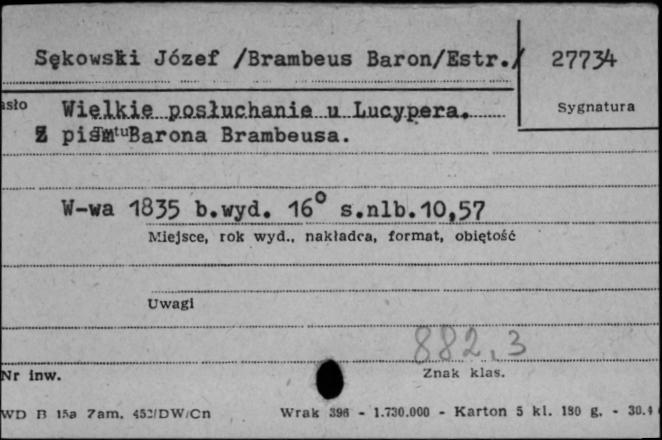 Sękowski Józef /Brambeus Baron/Estr./ 27734
asło Wielkie posłuchanie u Lucypera. Sygnatura
Z pism Barona Brambeusa.
W-wa 1835 b.wyd. 16° s.nlb.10,57
Miejsce, rok wyd., nakładca, format, objętość
Uwagi
882,3
Nr inw. Znak klas.
WD B 15a Zam. 452/DW/Cn Wrak 396 - 1.730.000 - Karton 5 kl. 180 g. - 30.4